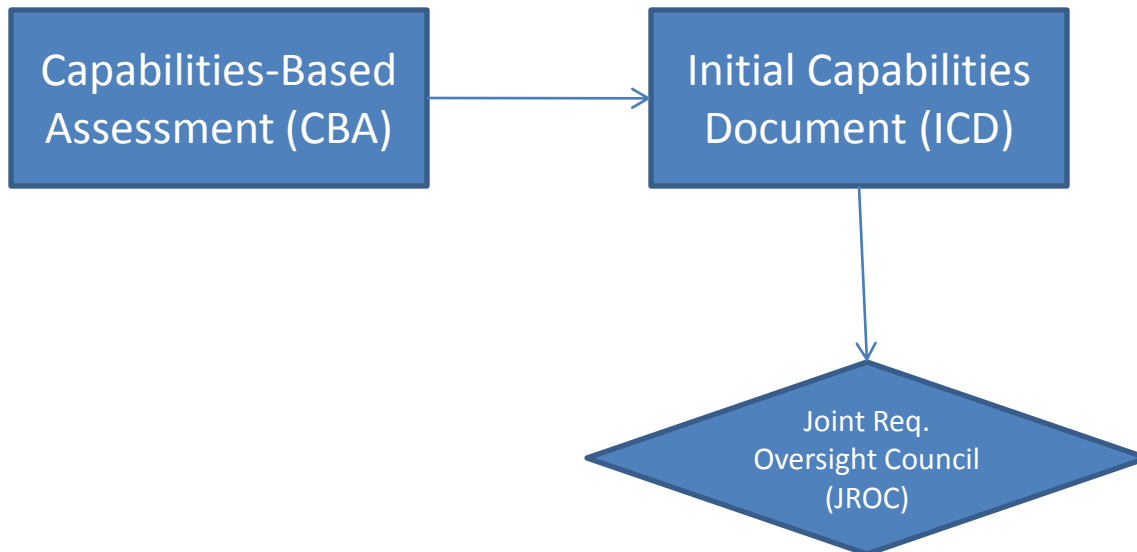 Capabilities-Based
Assessment (CBA)
Initial Capabilities
Document (ICD)
Joint Req.
Oversight Council
(JROC)